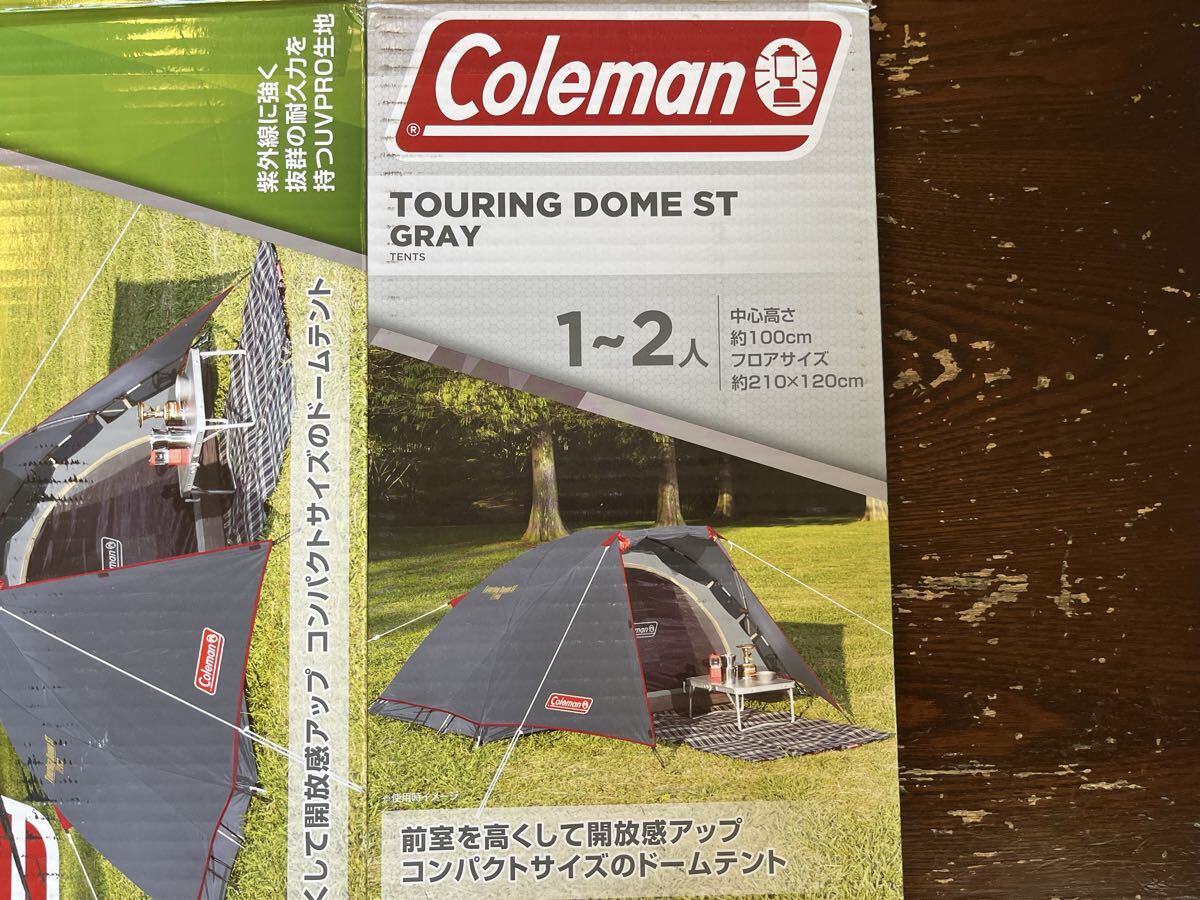 紫外線に強く
抜群の耐久力を
持つUVPRO生地
Coleman
®
TOURING DOME ST
GRAY
TENTS
1~2人
中心高さ
約100cm
フロアサイズ
約210×120cm
Coleman
Coleman
※使用時イメージ
前室を高くして開放感アップ
コンパクトサイズのドームテント
くして開放感アップ コンパクトサイズのドームテント